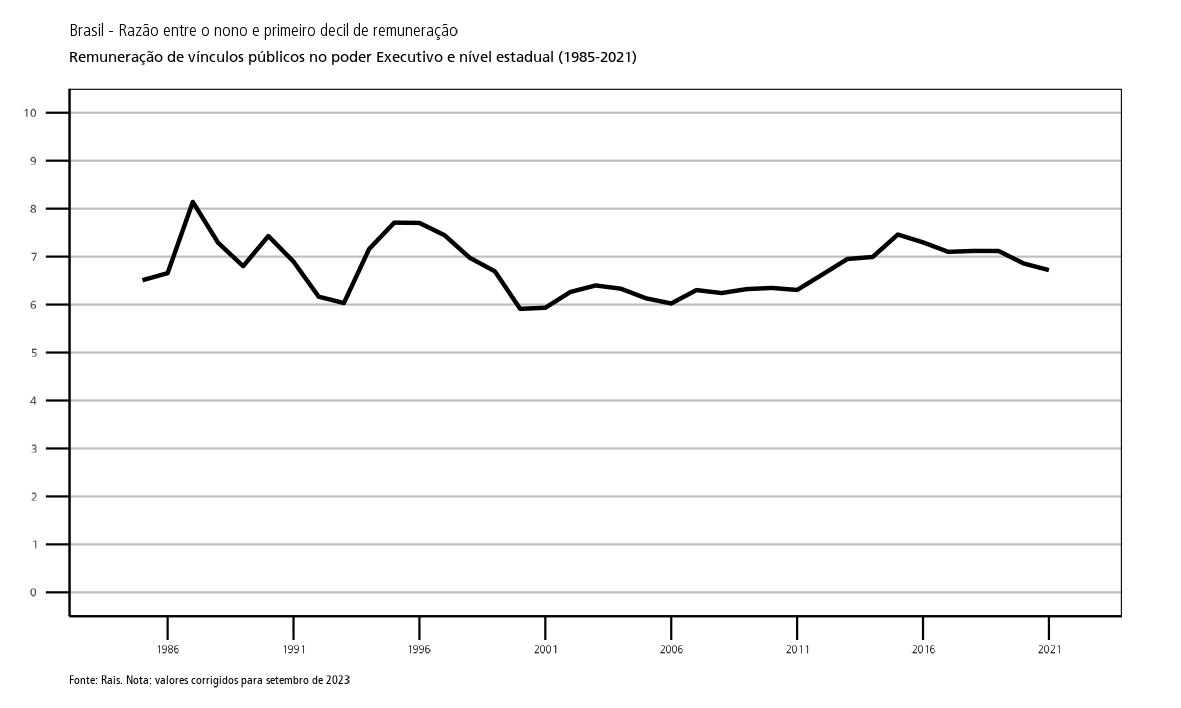 Brasil - Razão entre o nono e primeiro decil de remuneração
Remuneração de vínculos públicos no poder Executivo e nível estadual (1985-2021)
10
9
8
7
6
5
4
3
2
1
0
1986 1991 1996 2001 2006 2011 2016 2021
Fonte: Rais. Nota: valores corrigidos para setembro de 2023